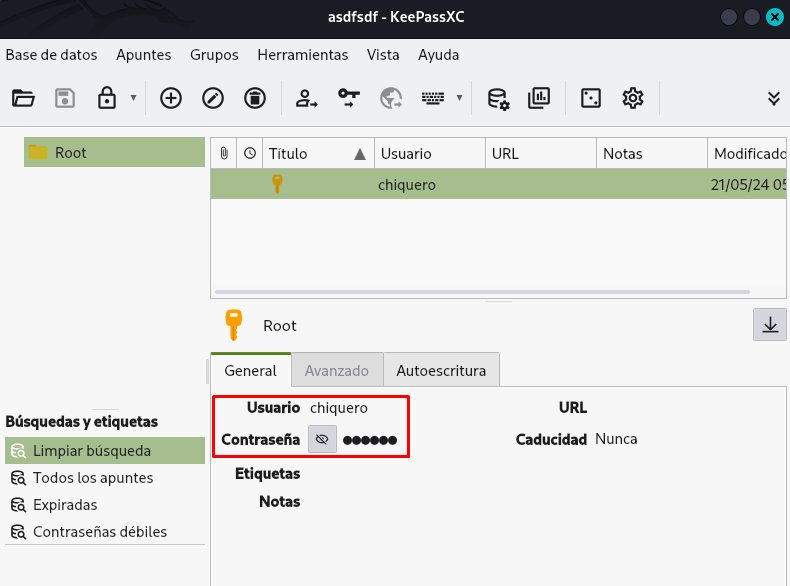 asdfsdf - KeePassXC
Base de datos Apuntes Grupos Herramientas Vista Ayuda
Root
Título Usuario URL Notas Modificado
chiquero 21/05/24 05
Root
General Avanzado Autoescritura
Usuario chiquero URL
Contraseña ●●●●●● Caducidad Nunca
Etiquetas
Notas
Búsquedas y etiquetas
Limpiar búsqueda
Todos los apuntes
Expiradas
Contraseñas débiles